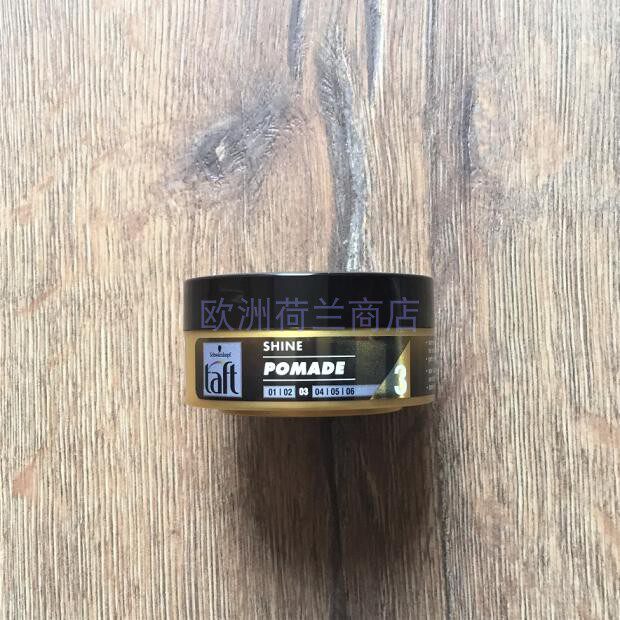 欧洲荷兰商店
SHINE
Schwarzkopf
POMADE
taft
01 | 02 03 04 | 05 | 06
3